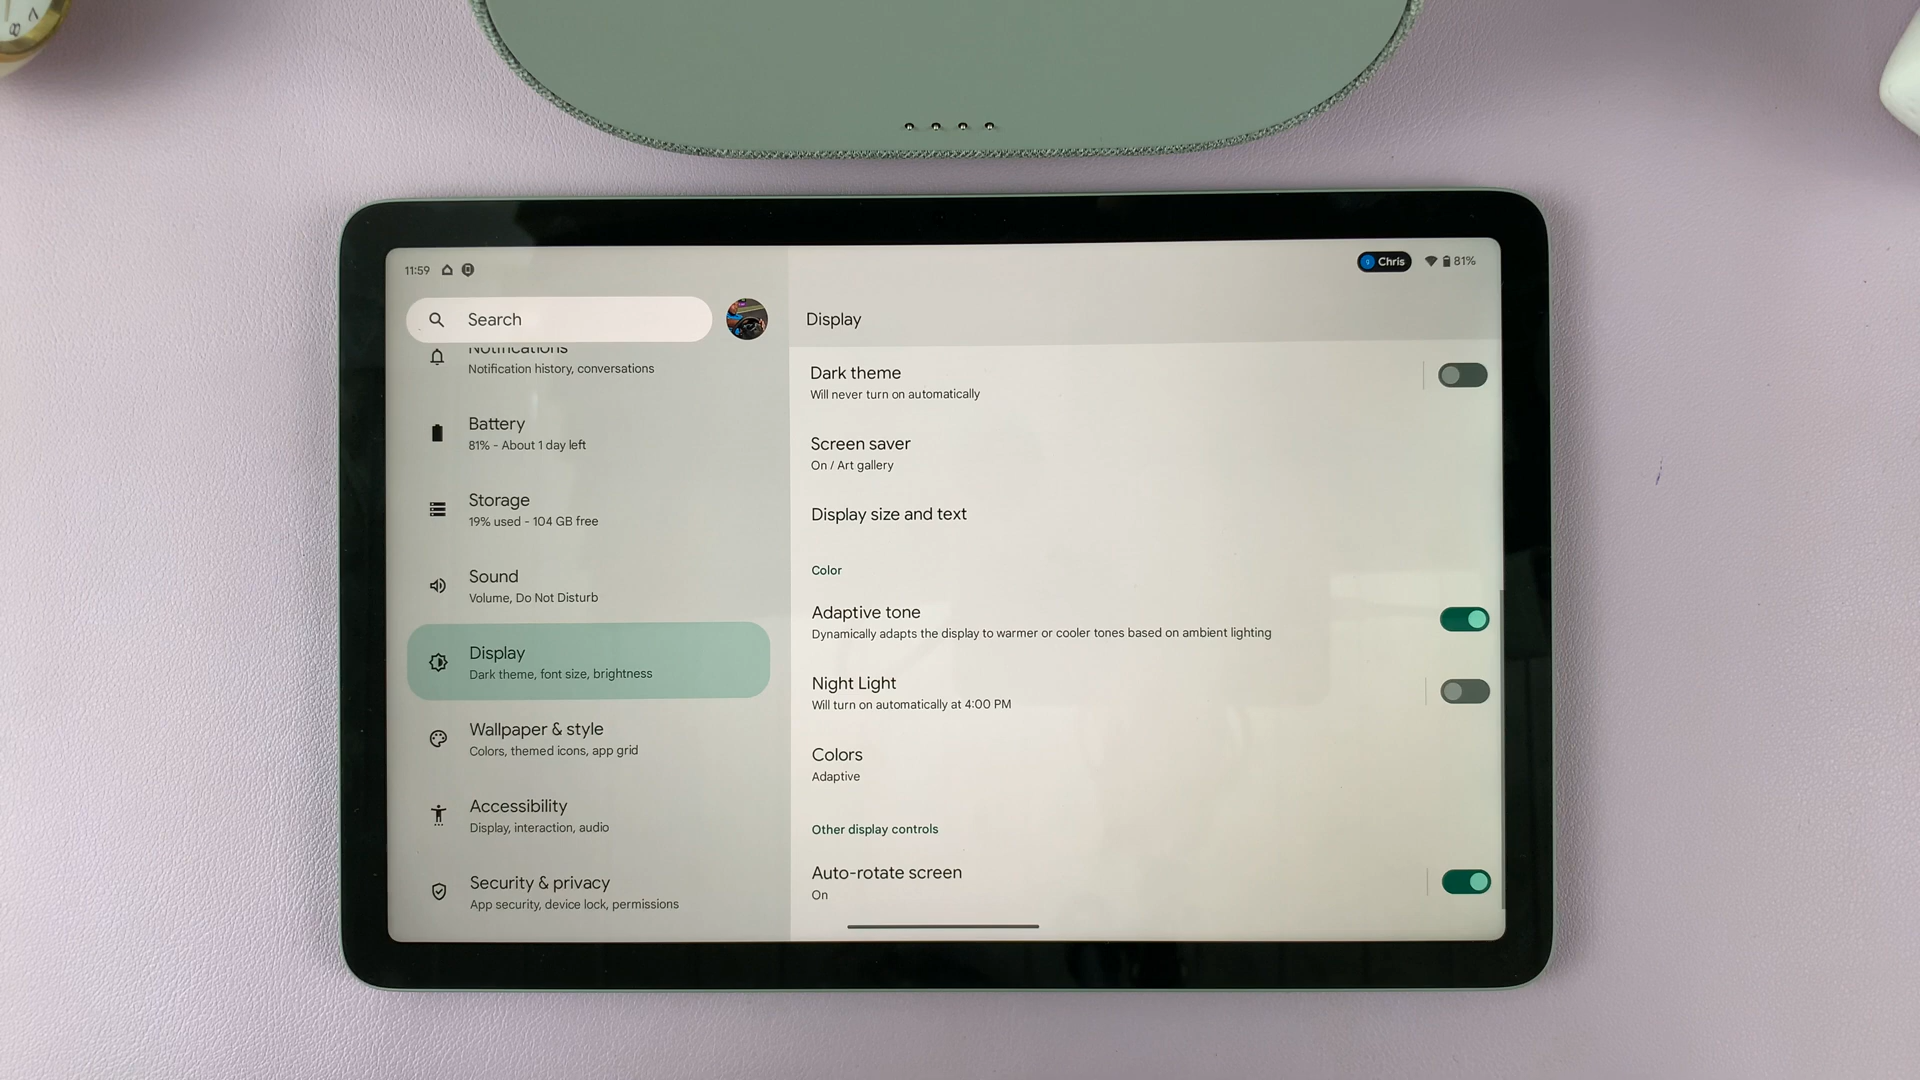 11:59
Chris
81%
Search
Notifications
Notification history, conversations
Battery
81% - About 1 day left
Storage
19% used - 104 GB free
Sound
Volume, Do Not Disturb
Display
Dark theme, font size, brightness
Wallpaper & style
Colors, themed icons, app grid
Accessibility
Display, interaction, audio
Security & privacy
App security, device lock, permissions
Display
Dark theme
Will never turn on automatically
Screen saver
On / Art gallery
Display size and text
Color
Adaptive tone
Dynamically adapts the display to warmer or cooler tones based on ambient lighting
Night Light
Will turn on automatically at 4:00 PM
Colors
Adaptive
Other display controls
Auto-rotate screen
On
8
7